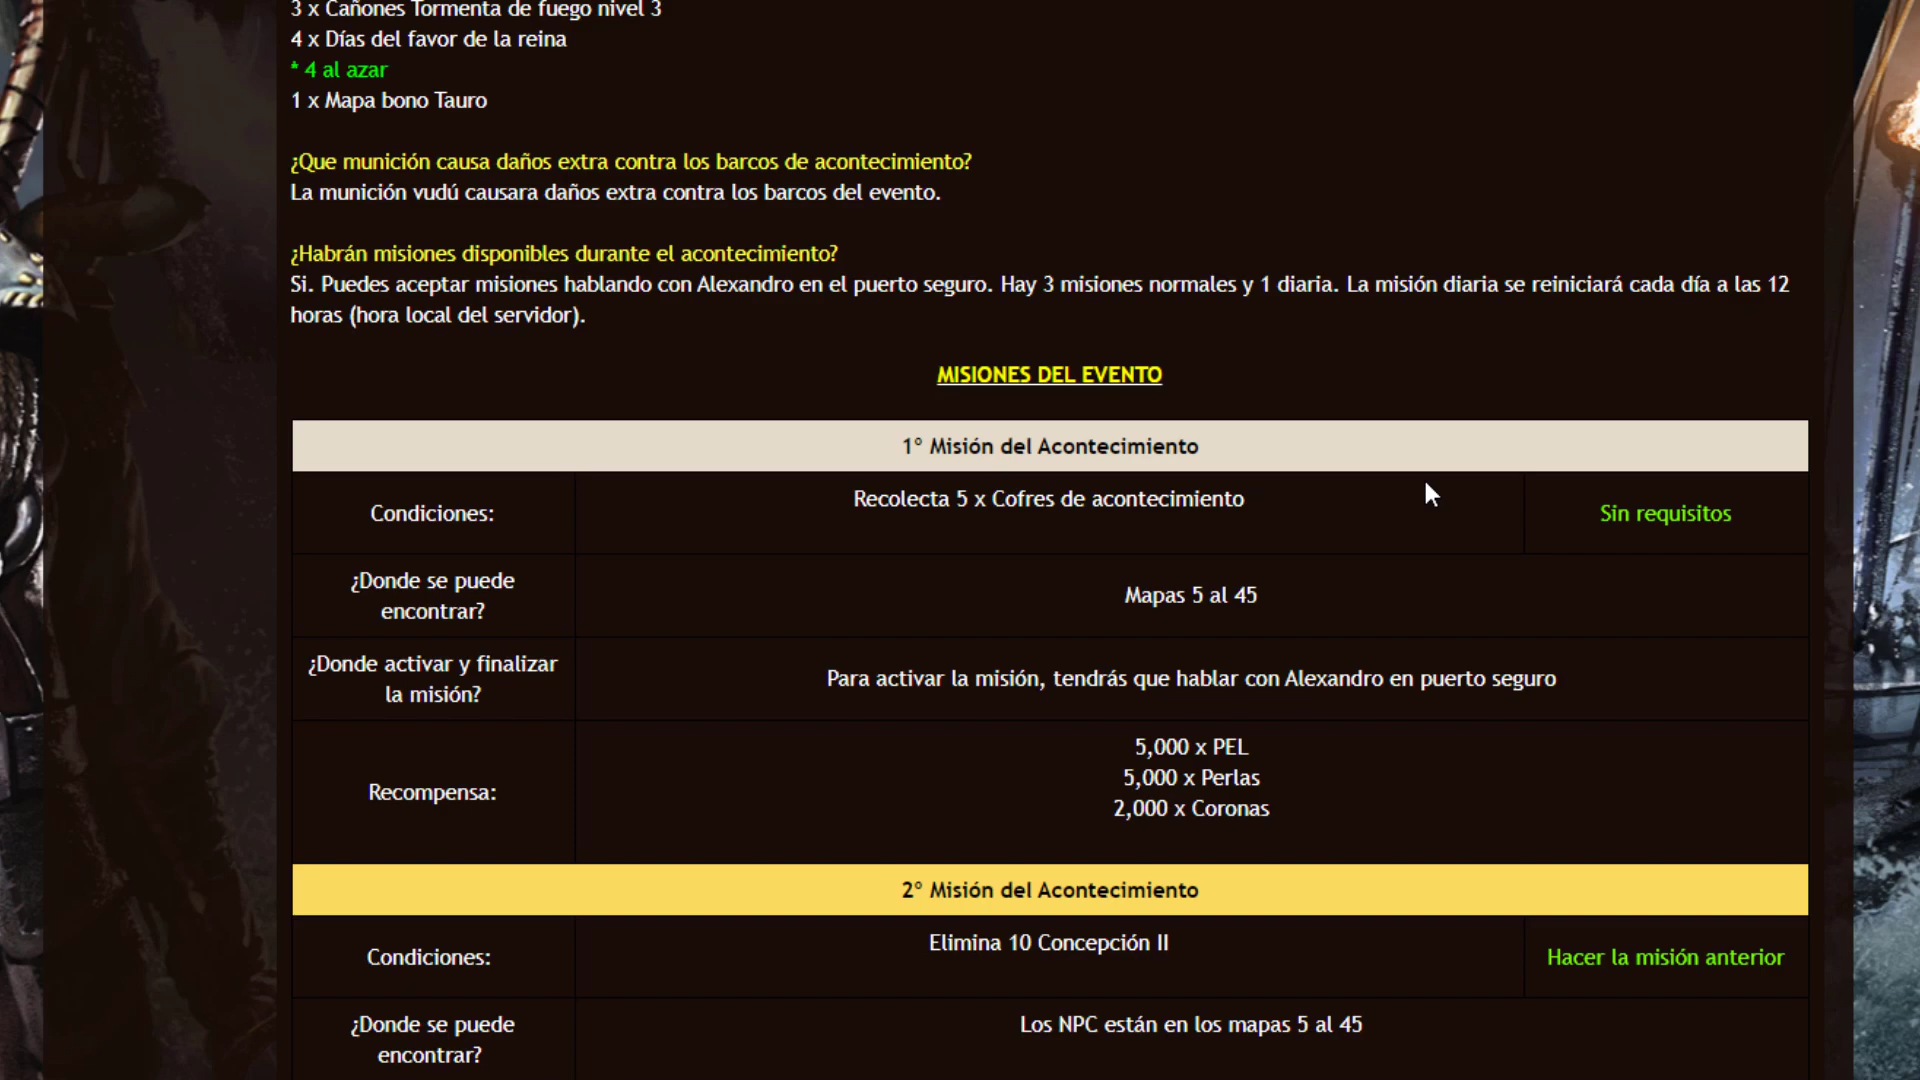 3 x Cañones Tormenta de fuego nivel 3
4 x Días del favor de la reina
* 4 al azar
1 x Mapa bono Tauro
¿Que munición causa daños extra contra los barcos de acontecimiento?
La munición vudú causara daños extra contra los barcos del evento.
¿Habrán misiones disponibles durante el acontecimiento?
Si. Puedes aceptar misiones hablando con Alexandro en el puerto seguro. Hay 3 misiones normales y 1 diaria. La misión diaria se reiniciará cada día a las 12
horas (hora local del servidor).
MISIONES DEL EVENTO
1° Misión del Acontecimiento
Condiciones:
Recolecta 5 x Cofres de acontecimiento
Sin requisitos
¿Donde se puede
encontrar?
Mapas 5 al 45
¿Donde activar y finalizar
la misión?
Para activar la misión, tendrás que hablar con Alexandro en puerto seguro
Recompensa:
5,000 x PEL
5,000 x Perlas
2,000 x Coronas
2° Misión del Acontecimiento
Condiciones:
Elimina 10 Concepción II
Hacer la misión anterior
¿Donde se puede
encontrar?
Los NPC están en los mapas 5 al 45